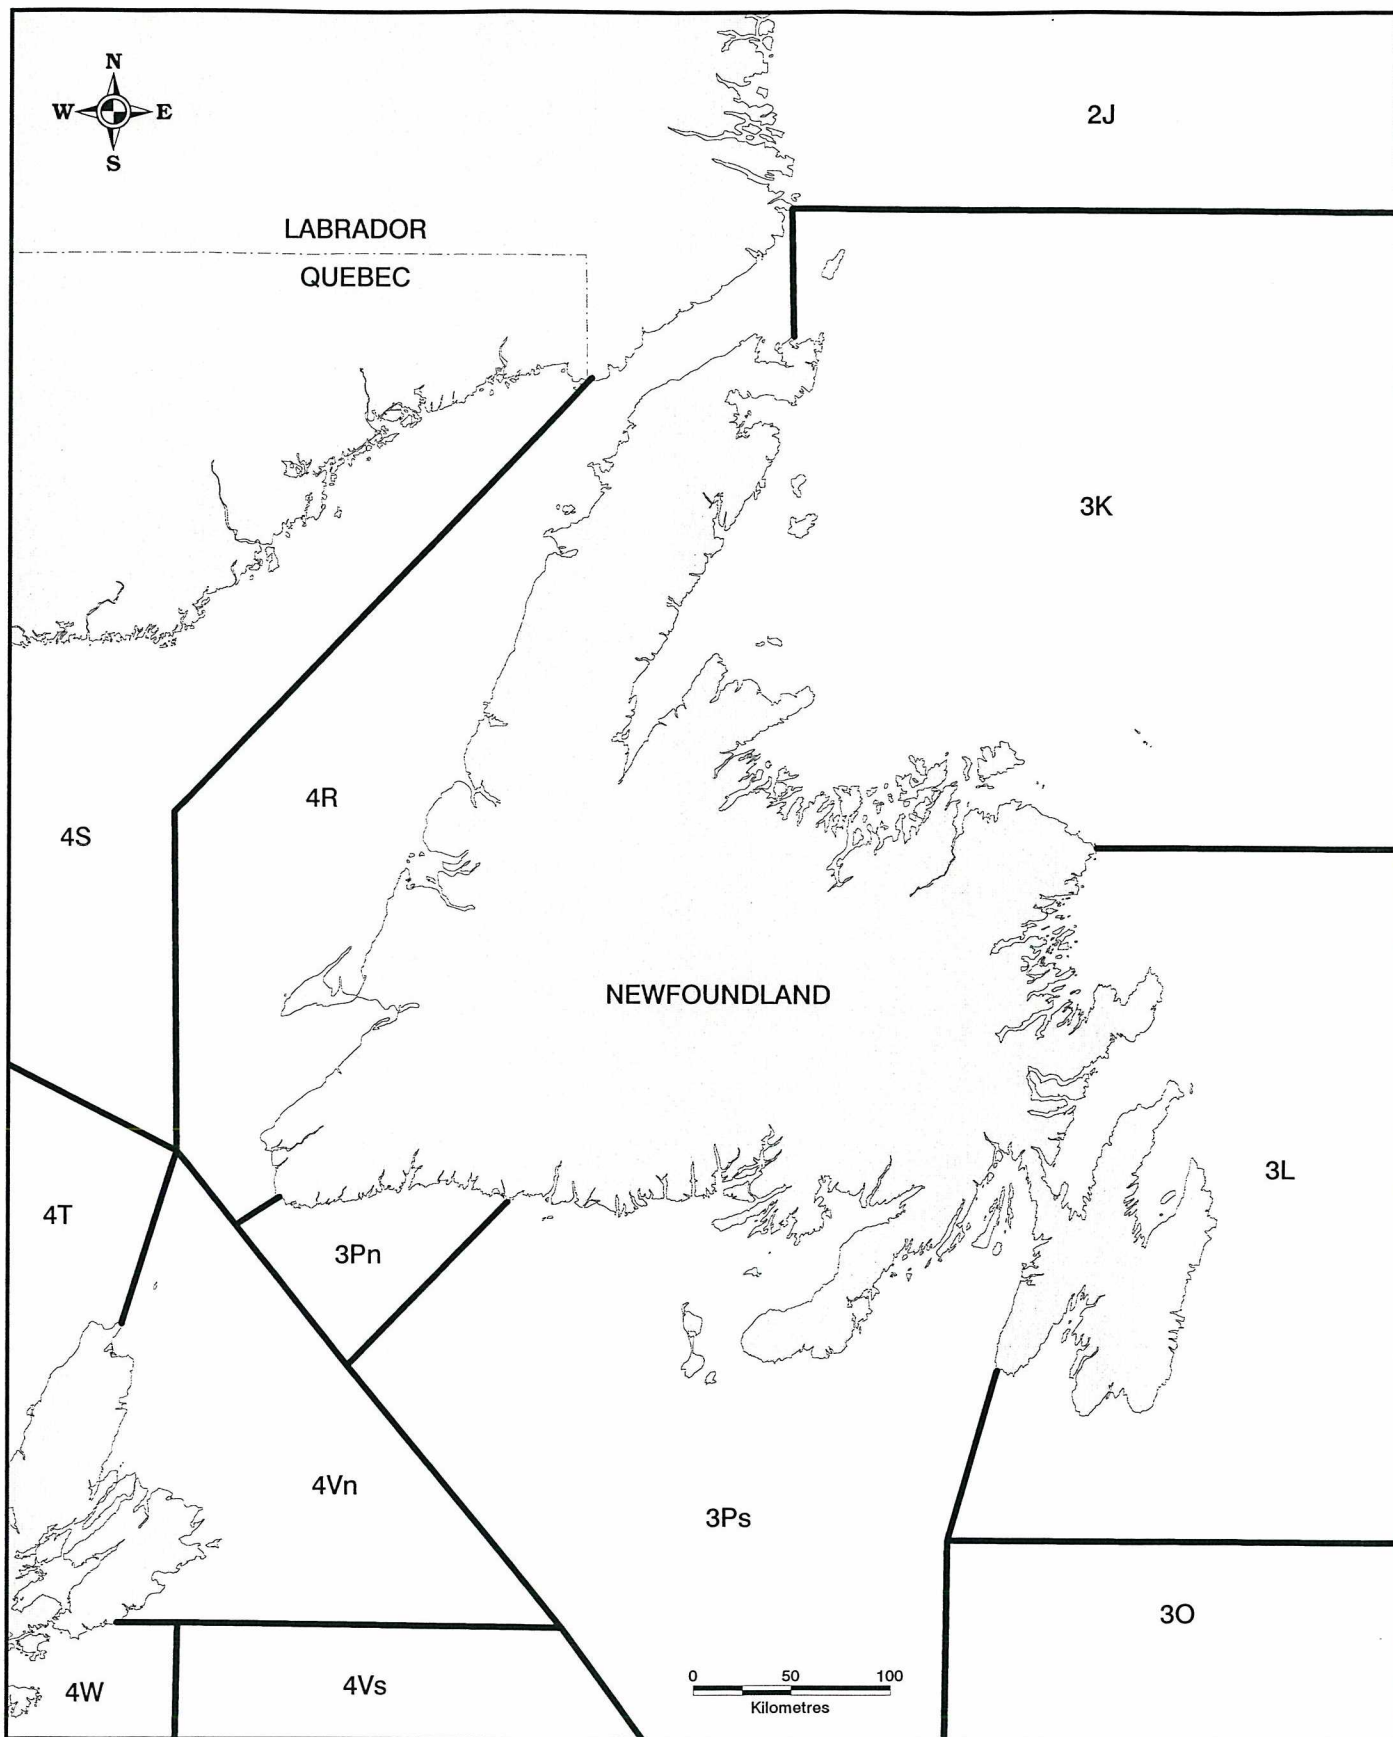 N
W E
S
2J
LABRADOR
QUEBEC
3K
4R
4S
NEWFOUNDLAND
3L
4T
3Pn
4Vn
3Ps
3O
4W
4Vs
0 50 100
Kilometres